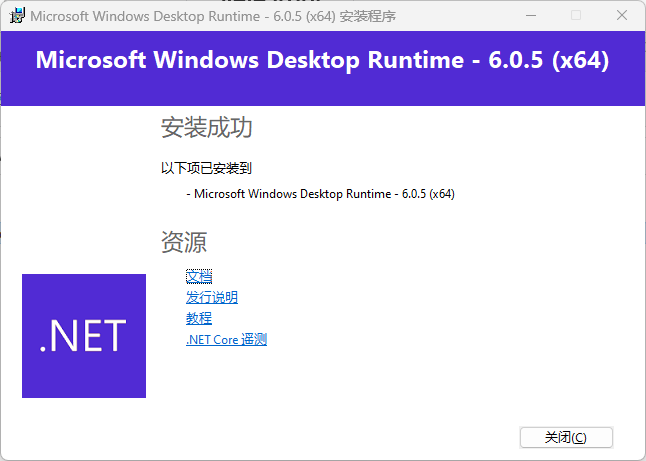 Microsoft Windows Desktop Runtime - 6.0.5 (x64) 安装程序
Microsoft Windows Desktop Runtime - 6.0.5 (x64)
安装成功
以下项已安装到
- Microsoft Windows Desktop Runtime - 6.0.5 (x64)
资源
文档
发行说明
教程
.NET Core 遥测
.NET
关闭(C)